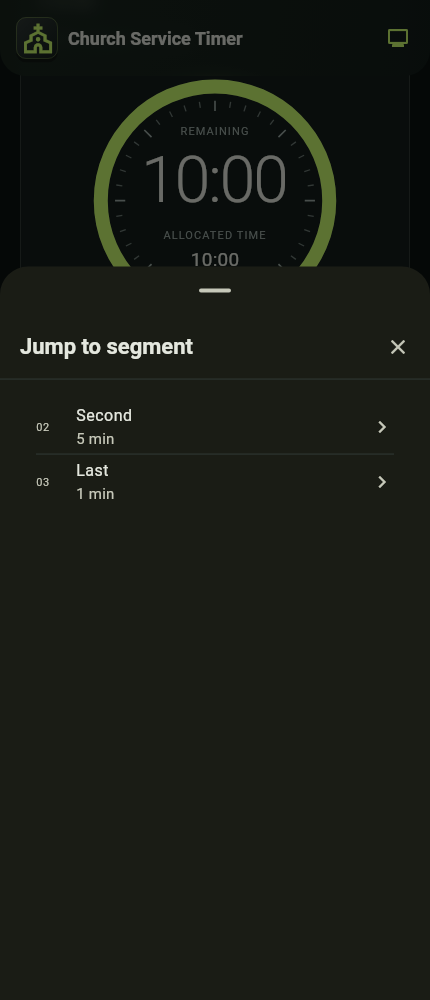 Church Service Timer
REMAINING
10:00
ALLOCATED TIME
10:00
Jump to segment
02
Second
5 min
03
Last
1 min